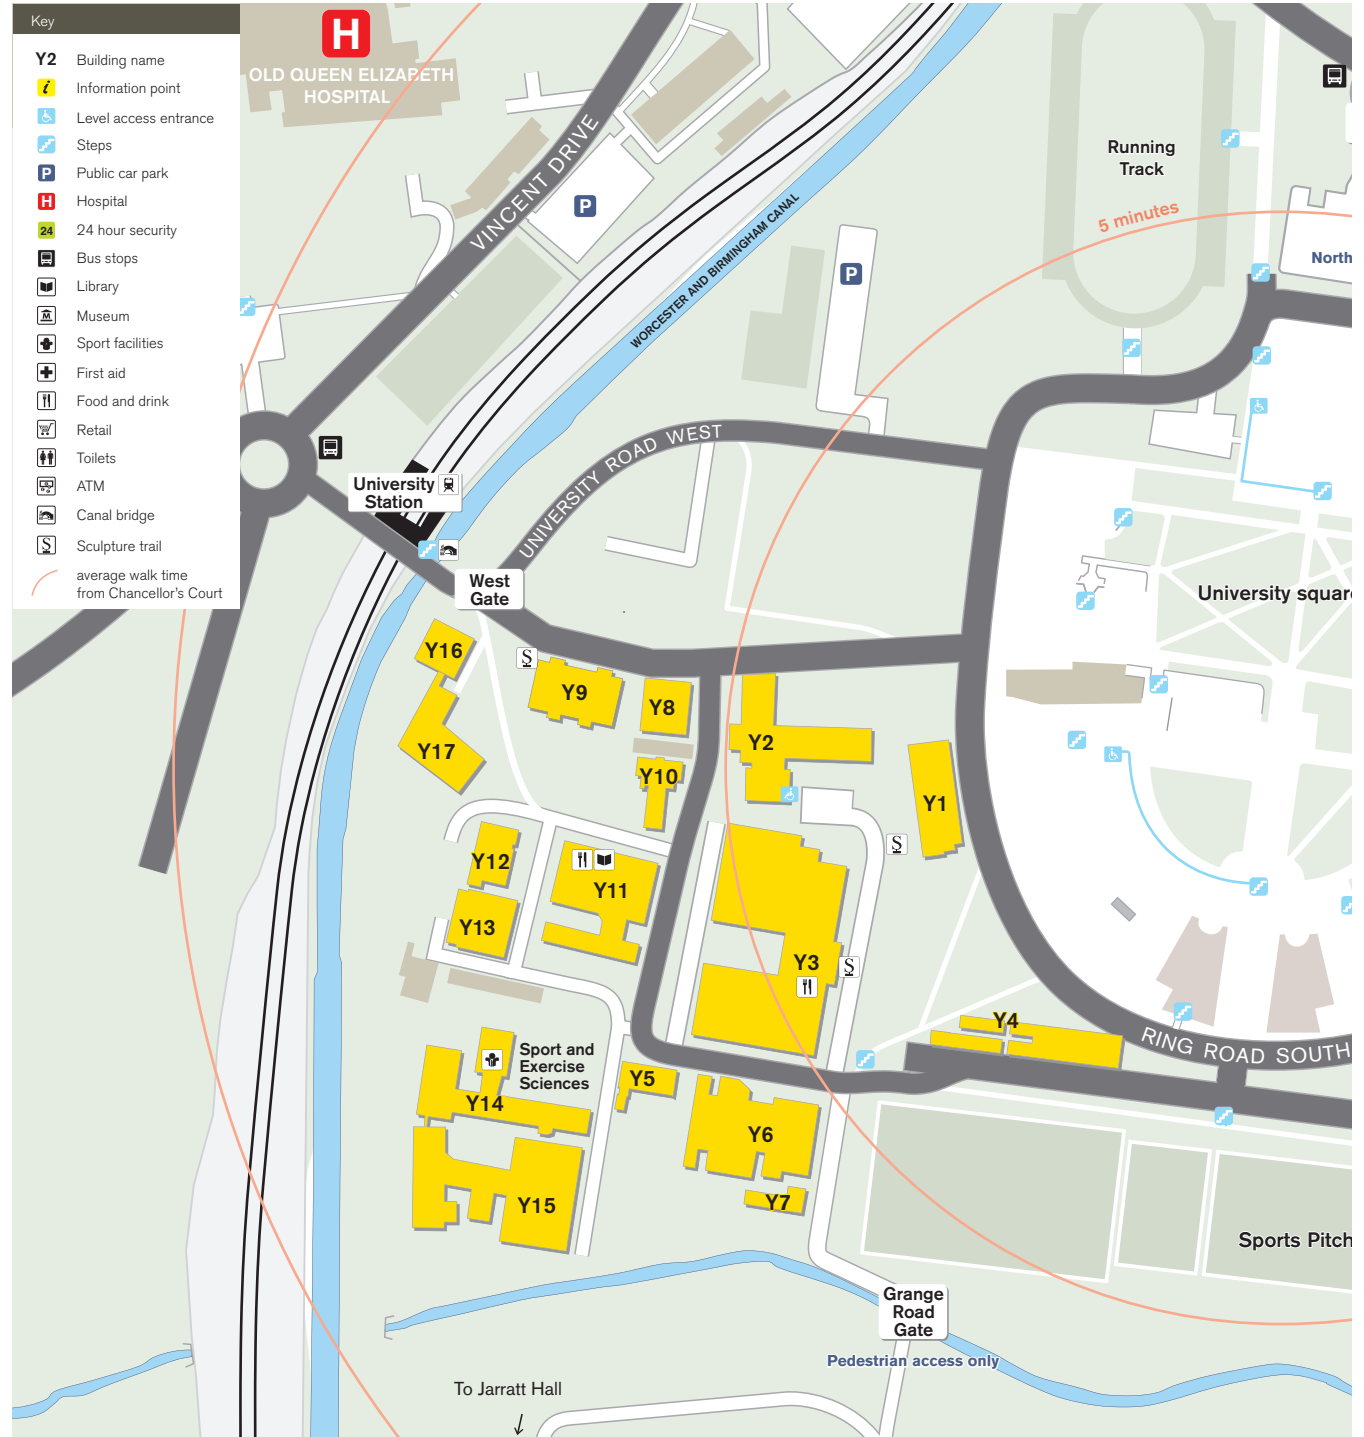 Key
Y2 Building name
i Information point
Level access entrance
Steps
P Public car park
H Hospital
24 24 hour security
Bus stops
Library
M Museum
Sport facilities
First aid
Food and drink
Retail
Toilets
ATM
Canal bridge
S Sculpture trail
average walk time
from Chancellor's Court
H
OLD QUEEN ELIZABETH
HOSPITAL
VINCENT DRIVE
P
WORCESTER AND BIRMINGHAM CANAL
P
Running
Track
5 minutes
North
University
Station
UNIVERSITY ROAD WEST
West
Gate
University square
Y16
S
Y9
Y8
Y17
Y10
Y2
Y1
S
Y12
Y11
Y13
Y3
S
Y4
RING ROAD SOUTH
Sport and
Exercise
Sciences
Y14
Y5
Y6
Y15
Y7
Sports Pitch
Grange
Road
Gate
Pedestrian access only
To Jarratt Hall